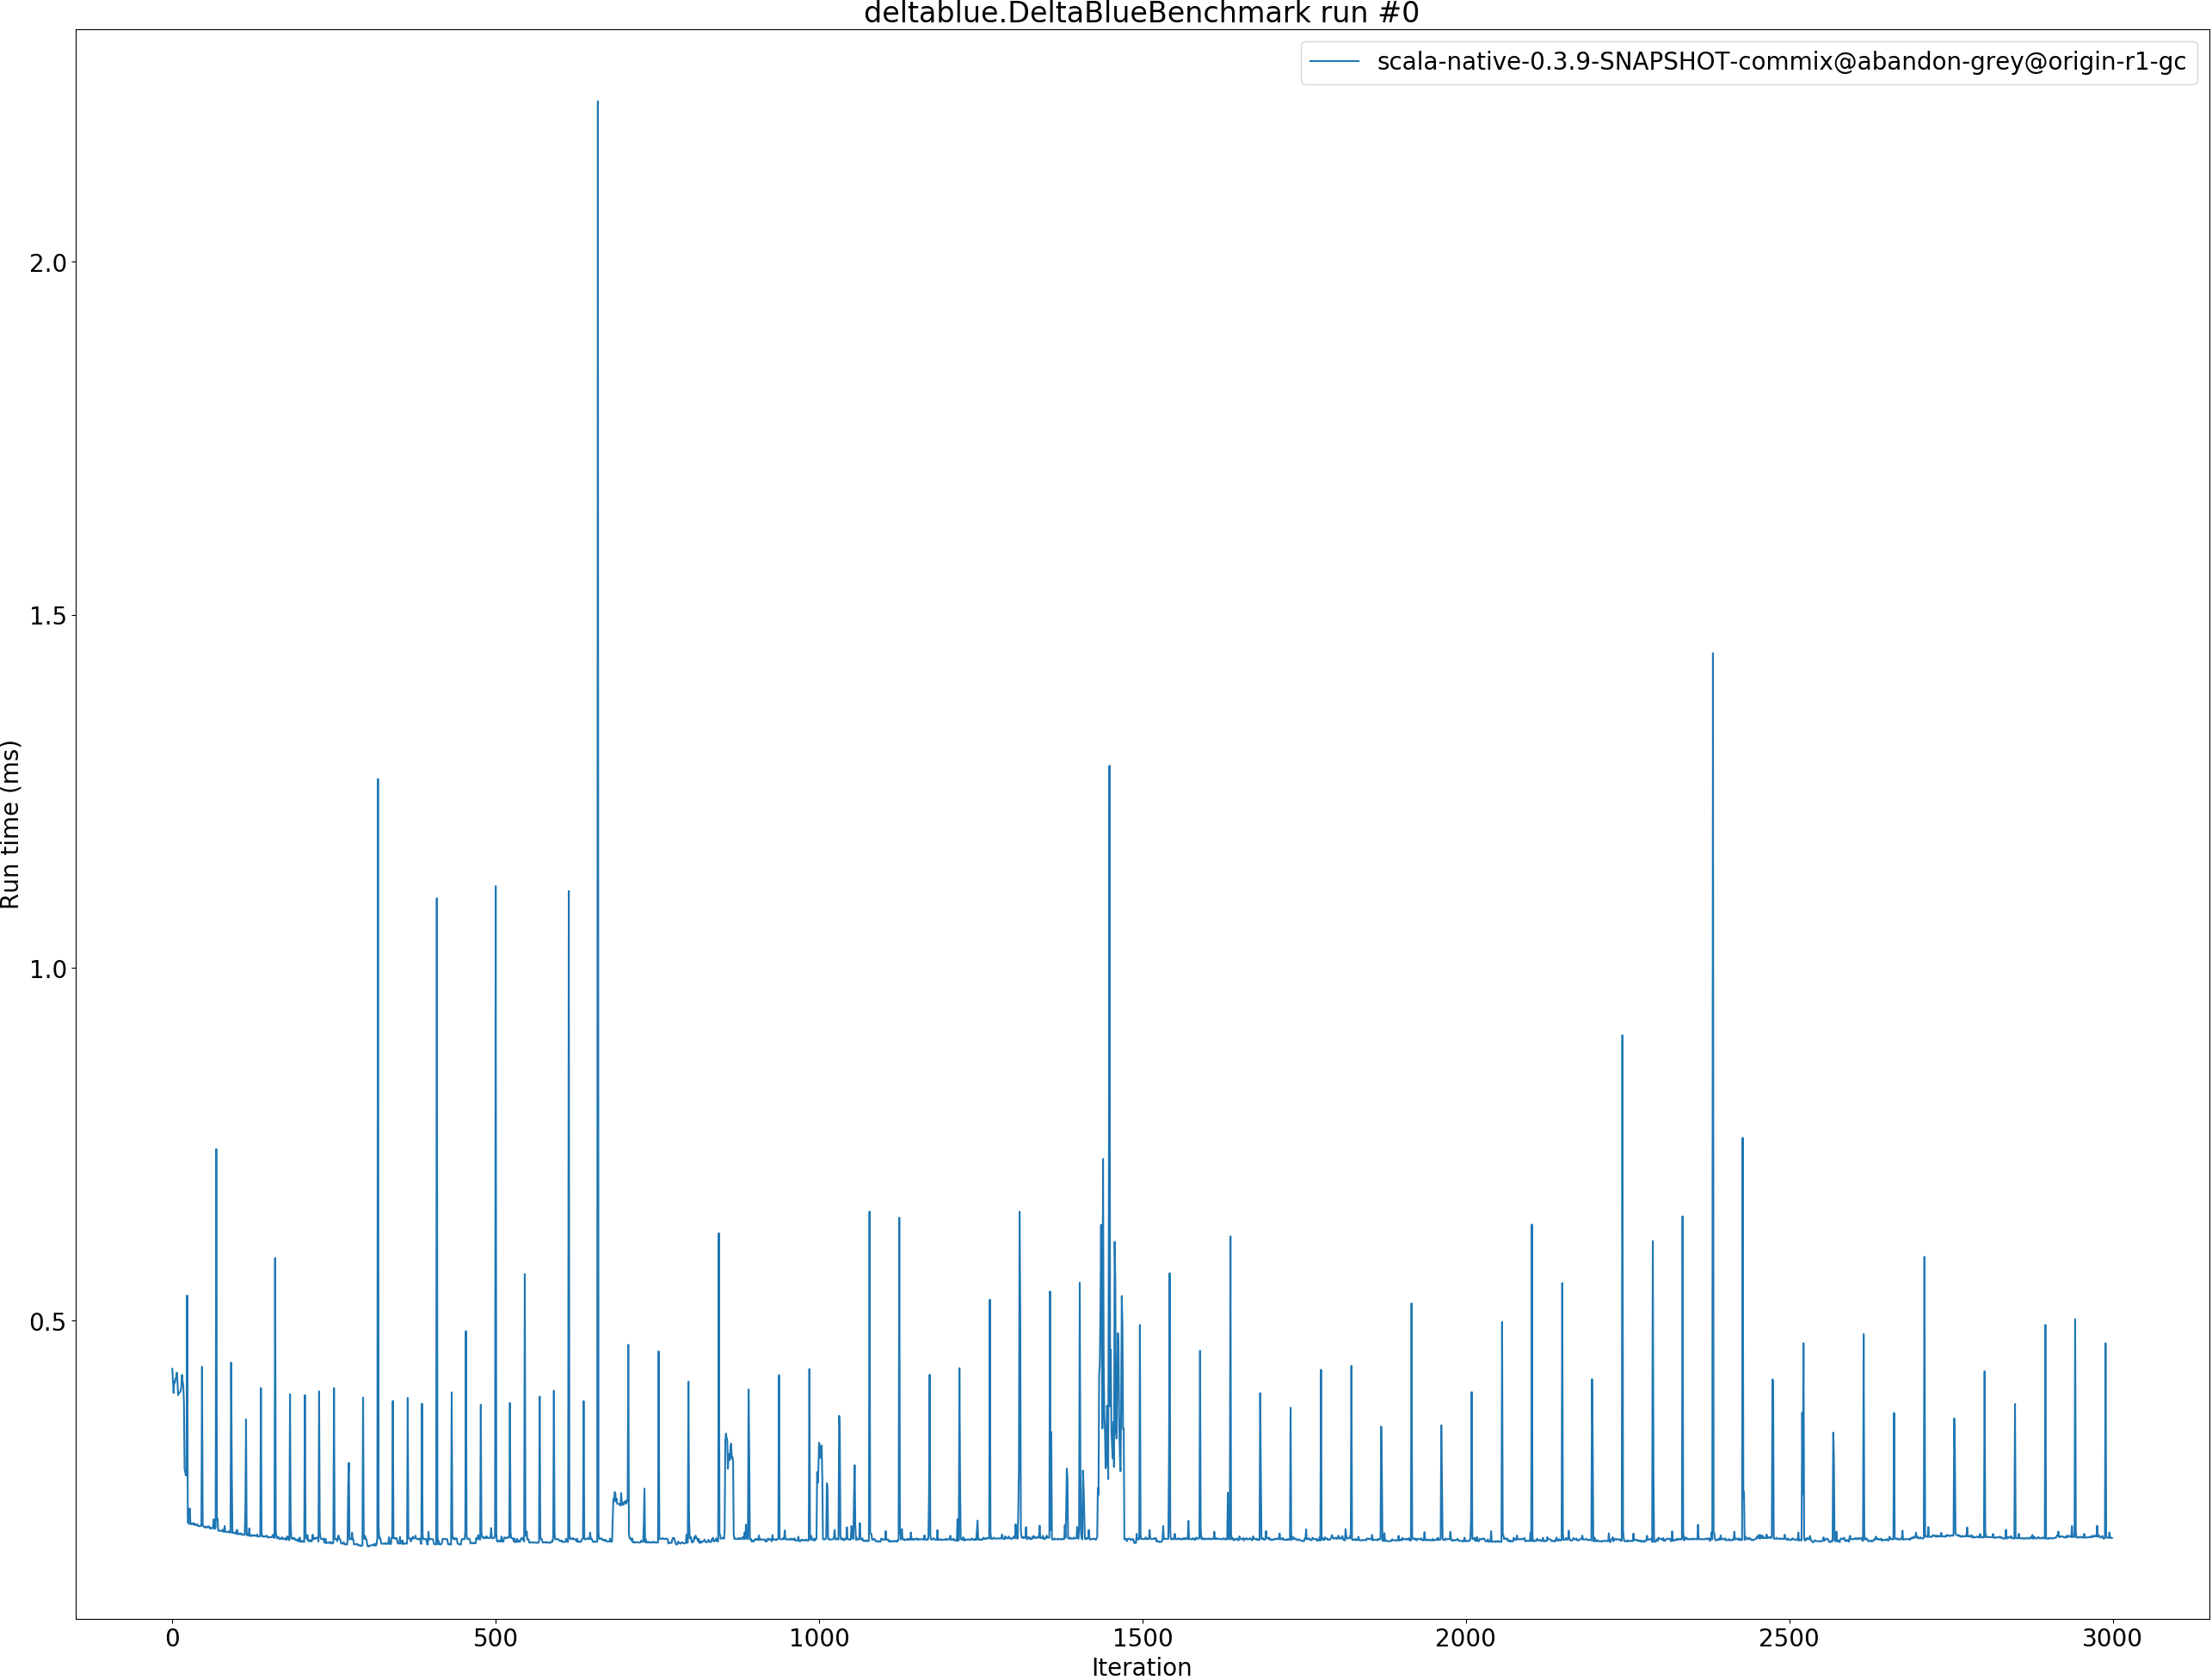 deltablue.DeltaBlueBenchmark run #0
scala-native-0.3.9-SNAPSHOT-commix@abandon-grey@origin-r1-gc
Run time (ms)
2.0
1.5
1.0
0.5
0 500 1000 1500 2000 2500 3000
Iteration